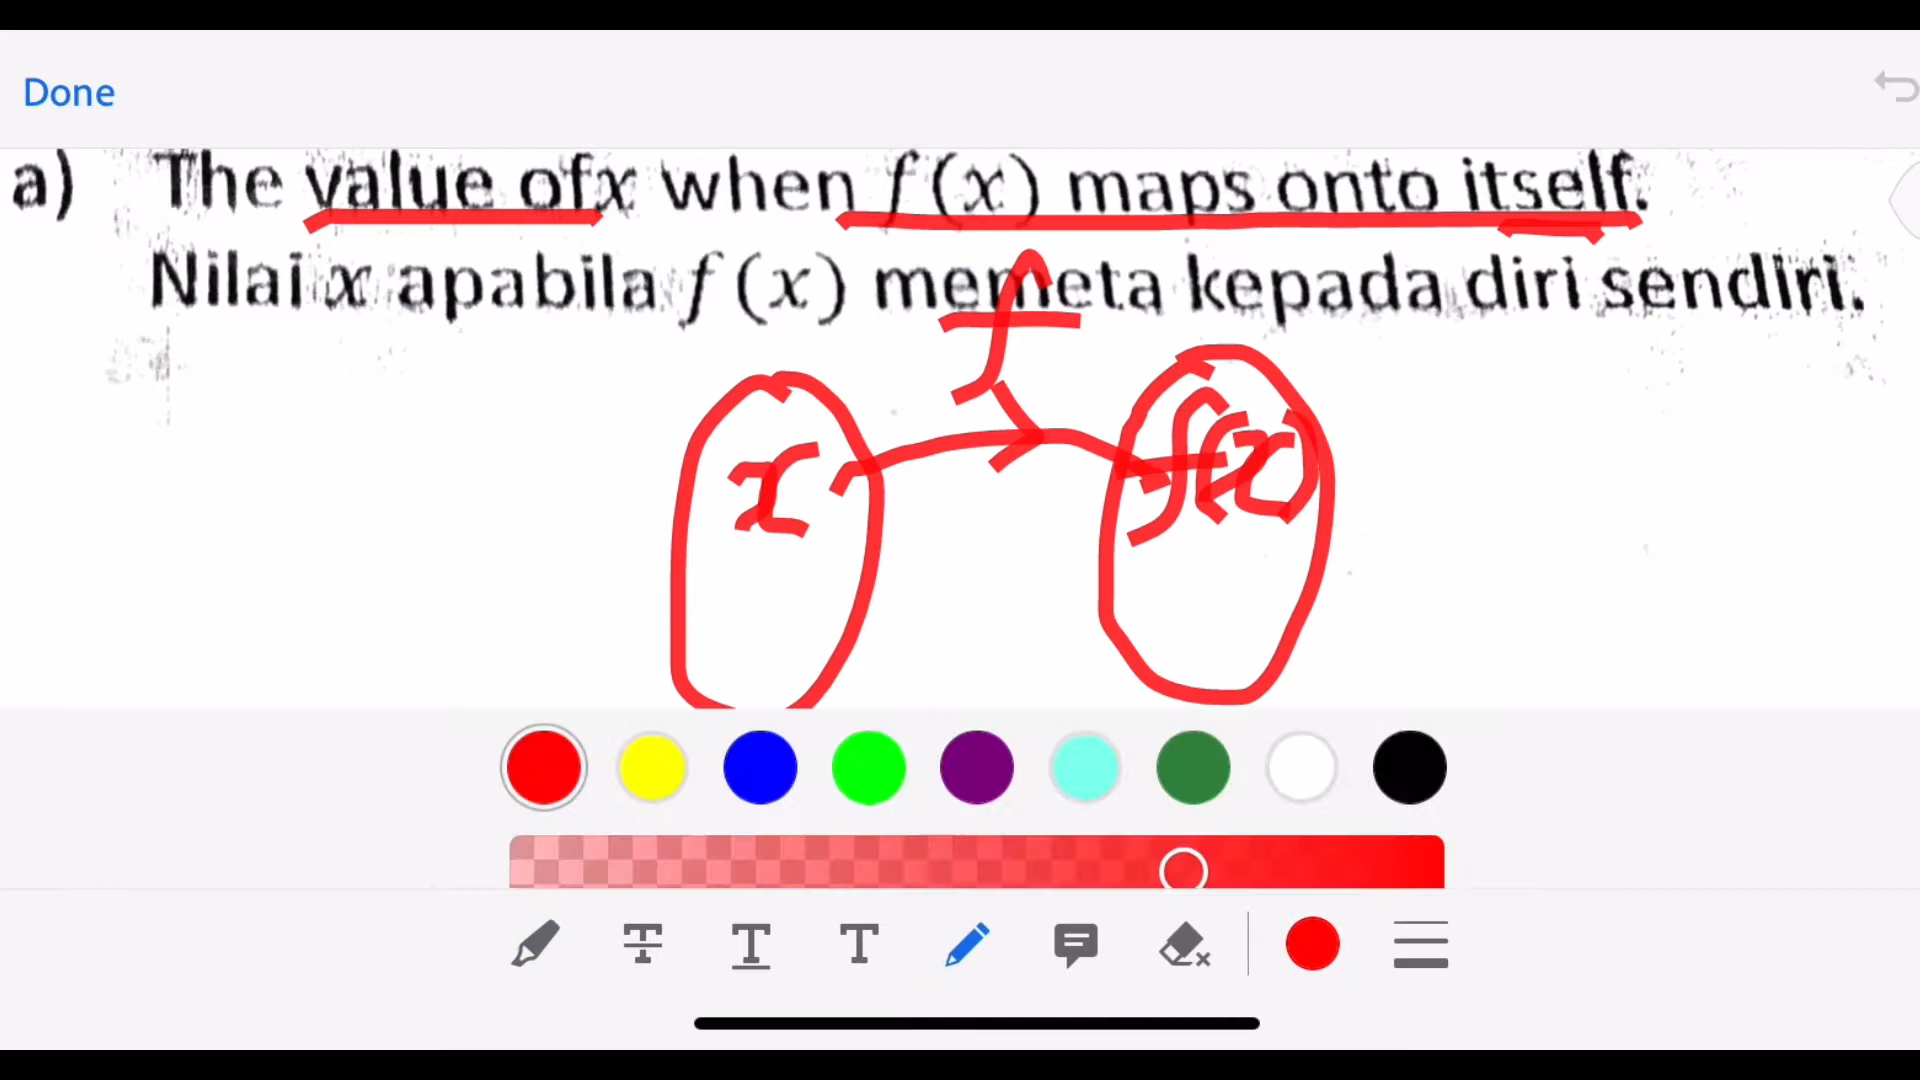 Done
a) The value of x when f(x) maps onto itself.
Nilai x apabila f(x) memeta kepada diri sendiri.
f
x f(x)